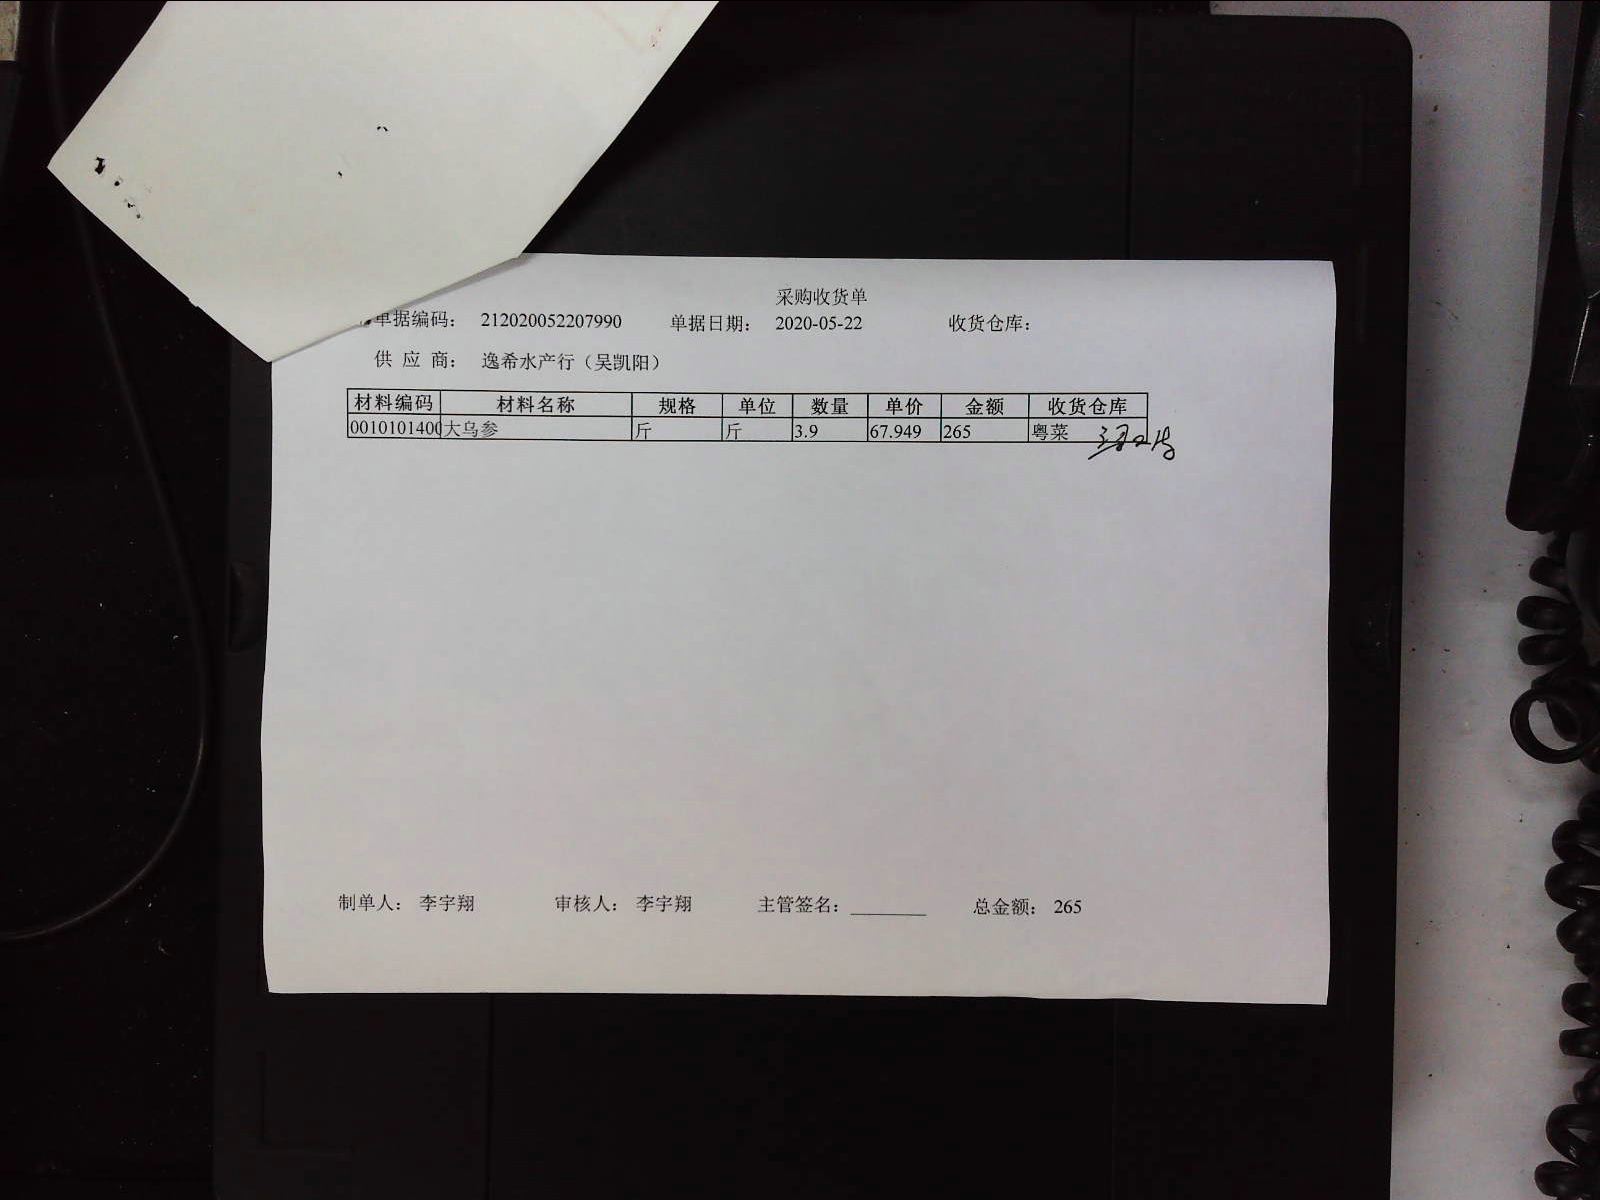 采购收货单
单据编码： 212020052207990 单据日期： 2020-05-22 收货仓库：
供 应 商： 逸希水产行（吴凯阳）
材料编码 材料名称 规格 单位 数量 单价 金额 收货仓库
0010101400 大乌参 斤 斤 3.9 67.949 265 粤菜
制单人： 李宇翔 审核人： 李宇翔 主管签名：________ 总金额： 265